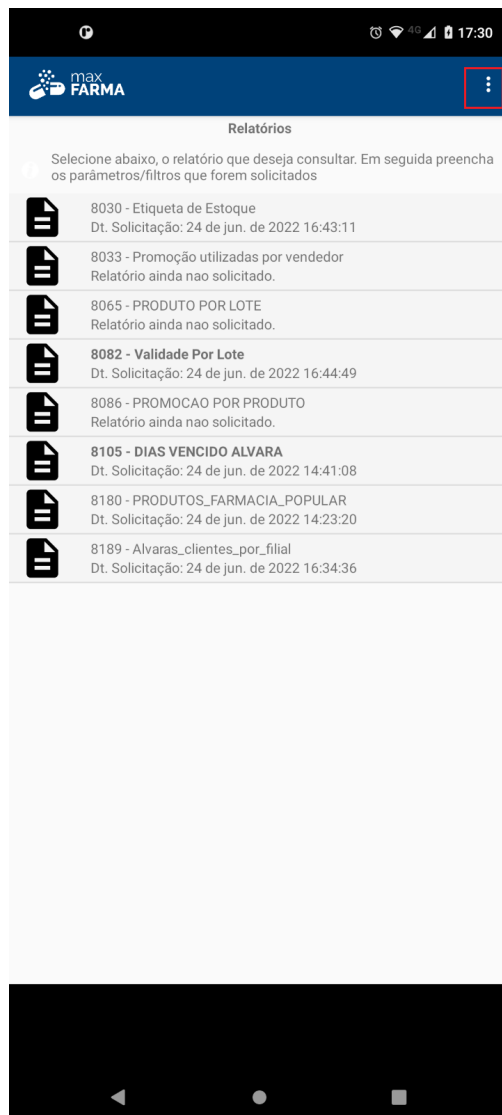 4G 17:30
max
FARMA
Relatórios
Selecione abaixo, o relatório que deseja consultar. Em seguida preencha
os parâmetros/filtros que forem solicitados
8030 - Etiqueta de Estoque
Dt. Solicitação: 24 de jun. de 2022 16:43:11
8033 - Promoção utilizadas por vendedor
Relatório ainda nao solicitado.
8065 - PRODUTO POR LOTE
Relatório ainda nao solicitado.
8082 - Validade Por Lote
Dt. Solicitação: 24 de jun. de 2022 16:44:49
8086 - PROMOCAO POR PRODUTO
Relatório ainda nao solicitado.
8105 - DIAS VENCIDO ALVARA
Dt. Solicitação: 24 de jun. de 2022 14:41:08
8180 - PRODUTOS_FARMACIA_POPULAR
Dt. Solicitação: 24 de jun. de 2022 14:23:20
8189 - Alvaras_clientes_por_filial
Dt. Solicitação: 24 de jun. de 2022 16:34:36